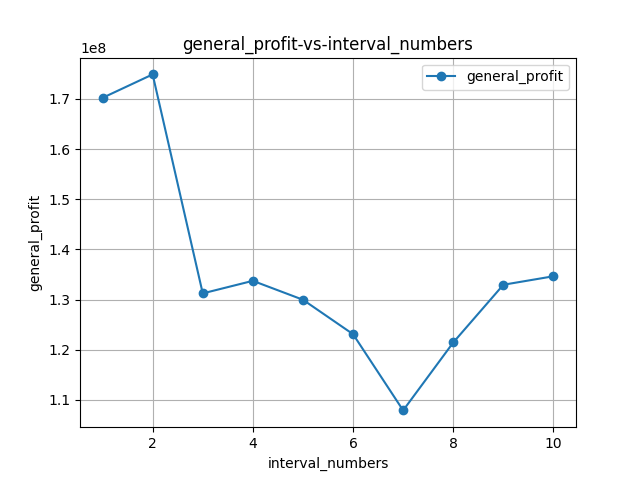 general_profit-vs-interval_numbers
1e8
general_profit
1.7
1.6
1.5
1.4
1.3
1.2
1.1
general_profit
2 4 6 8 10
interval_numbers